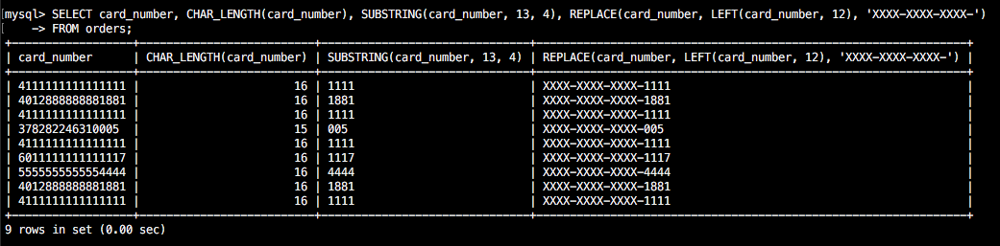 mysql> SELECT card_number, CHAR_LENGTH(card_number), SUBSTRING(card_number, 13, 4), REPLACE(card_number, LEFT(card_number, 12), 'XXXX-XXXX-XXXX-')
-> FROM orders;
| card_number | CHAR_LENGTH(card_number) | SUBSTRING(card_number, 13, 4) | REPLACE(card_number, LEFT(card_number, 12), 'XXXX-XXXX-XXXX-') |
| 4111111111111111 | 16 | 1111 | XXXX-XXXX-XXXX-1111 |
| 4012888888881881 | 16 | 1881 | XXXX-XXXX-XXXX-1881 |
| 4111111111111111 | 16 | 1111 | XXXX-XXXX-XXXX-1111 |
| 378282246310005 | 15 | 005 | XXXX-XXXX-XXXX-005 |
| 4111111111111111 | 16 | 1111 | XXXX-XXXX-XXXX-1111 |
| 6011111111111117 | 16 | 1117 | XXXX-XXXX-XXXX-1117 |
| 5555555555554444 | 16 | 4444 | XXXX-XXXX-XXXX-4444 |
| 4012888888881881 | 16 | 1881 | XXXX-XXXX-XXXX-1881 |
| 4111111111111111 | 16 | 1111 | XXXX-XXXX-XXXX-1111 |
9 rows in set (0.00 sec)